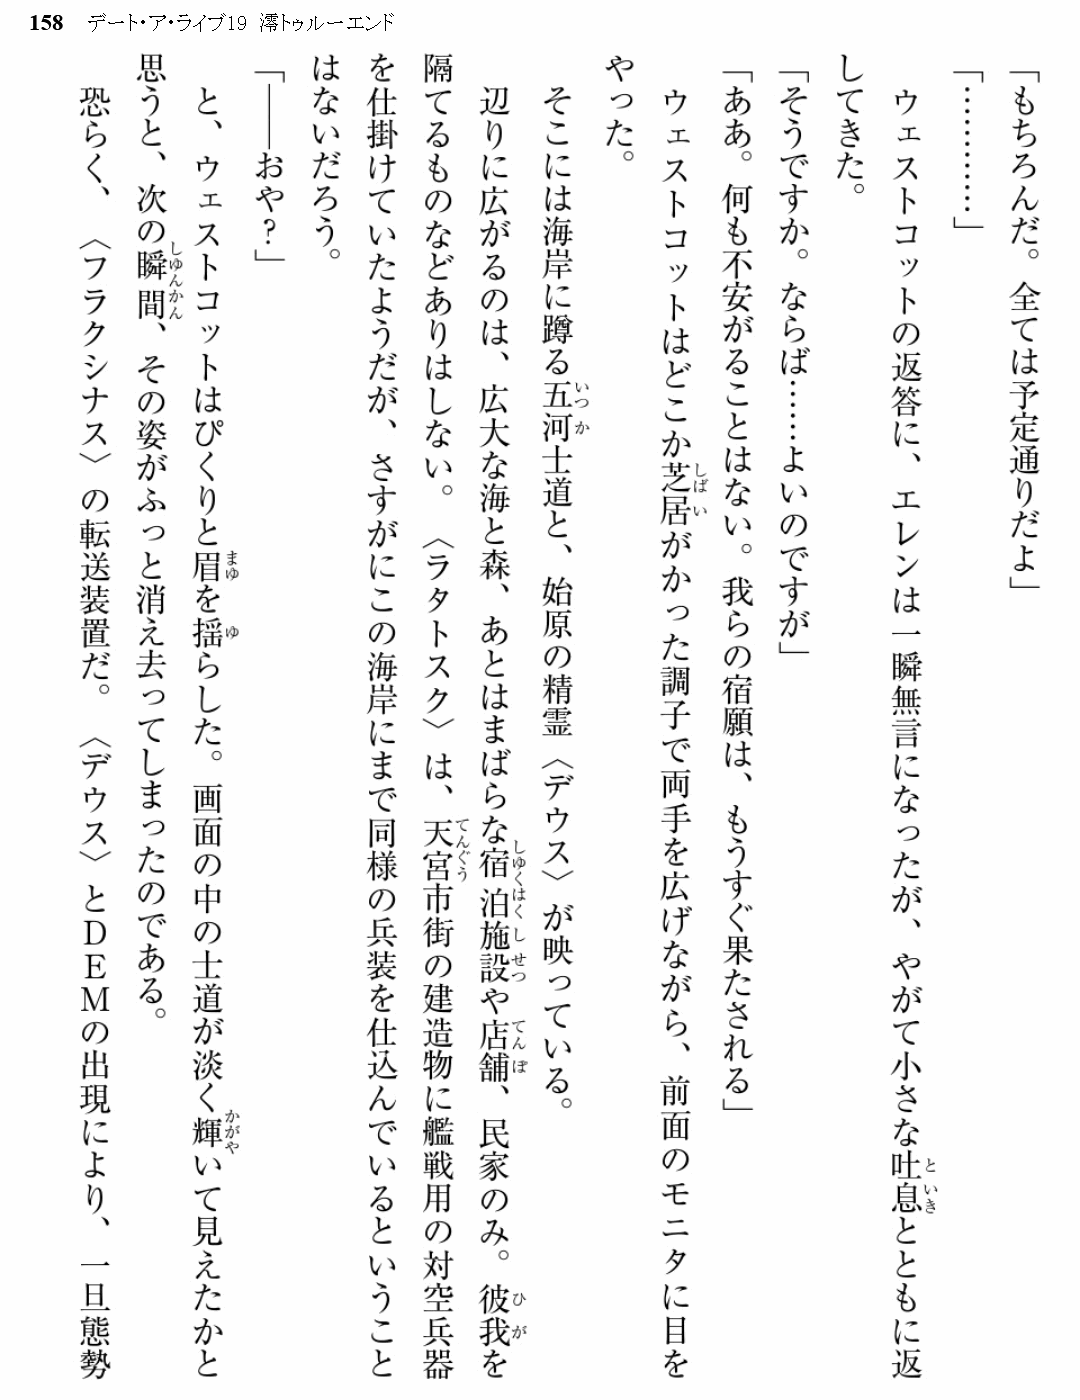 158 デート・ア・ライブ19 澪トゥルーエンド
「もちろんだ。全ては予定通りだよ」
「…………」
ウェストコットの返答に、エレンは一瞬無言になったが、やがて小さな吐息とともに返
してきた。
「そうですか。ならば……よいのですが」
「ああ。何も不安がることはない。我らの宿願は、もうすぐ果たされる」
ウェストコットはどこか芝居がかった調子で両手を広げながら、前面のモニタに目を
やった。
そこには海岸に蹲る五河士道と、始原の精霊〈デウス〉が映っている。
辺りに広がるのは、広大な海と森、あとはまばらな宿泊施設や店舗、民家のみ。彼我を
隔てるものなどありはしない。〈ラタトスク〉は、天宮市街の建造物に艦戦用の対空兵器
を仕掛けていたようだが、さすがにこの海岸にまで同様の兵装を仕込んでいるということ
はないだろう。
「――おや？」
と、ウェストコットはぴくりと眉を揺らした。画面の中の士道が淡く輝いて見えたかと
思うと、次の瞬間、その姿がふっと消え去ってしまったのである。
恐らく、〈フラクシナス〉の転送装置だ。〈デウス〉とＤＥＭの出現により、一旦態勢